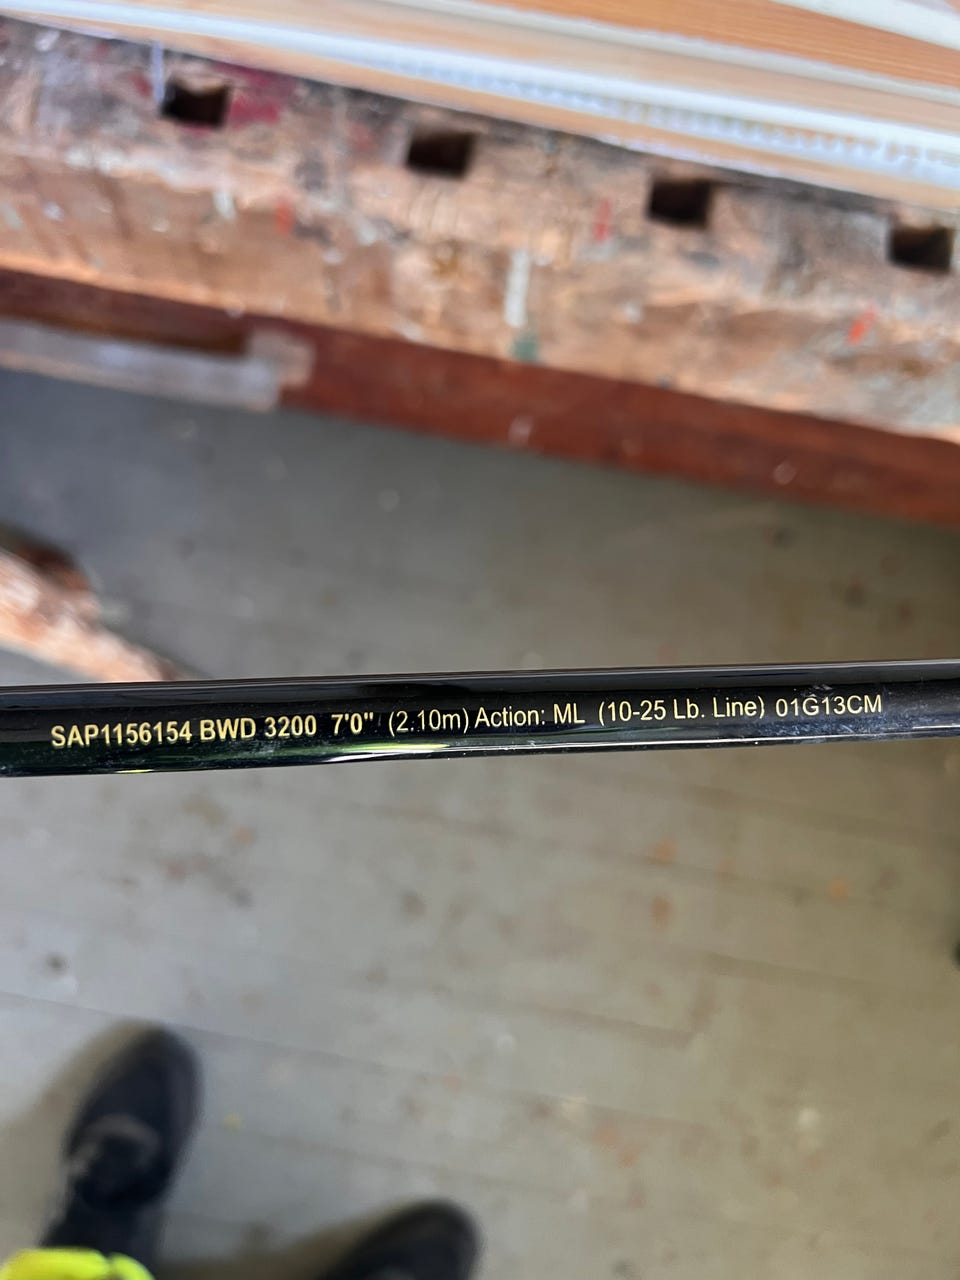 SAP1156154 BWD 3200 7'0" (2.10m) Action: ML (10-25 Lb. Line) 01G13CM